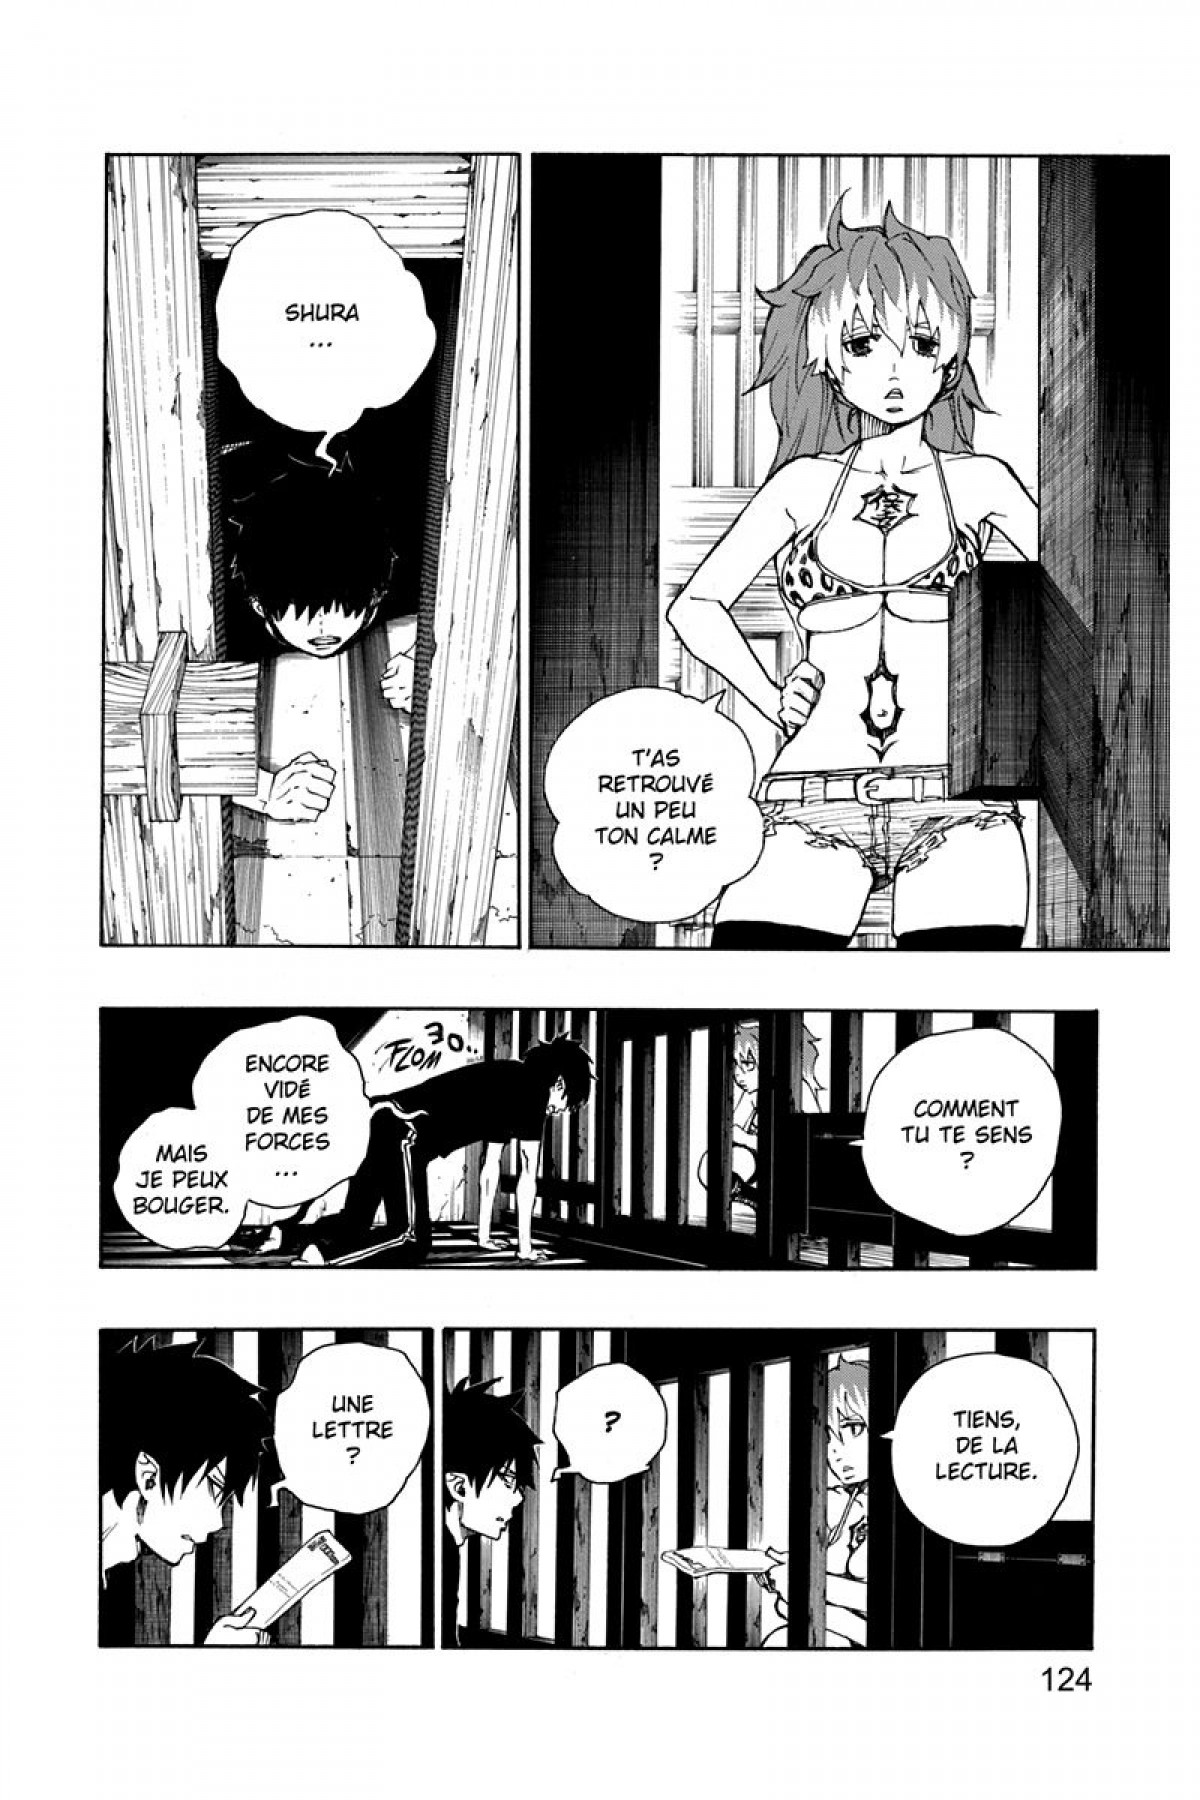 T'AS
RETROUVÉ
UN PEU
TON CALME
?
SHURA
...
COMMENT
TU TE SENS
?
FLOM
ENCORE
VIDÉ
DE MES
FORCES
...
MAIS
JE PEUX
BOUGER.
TIENS,
DE LA
LECTURE.
?
UNE
LETTRE
?
124